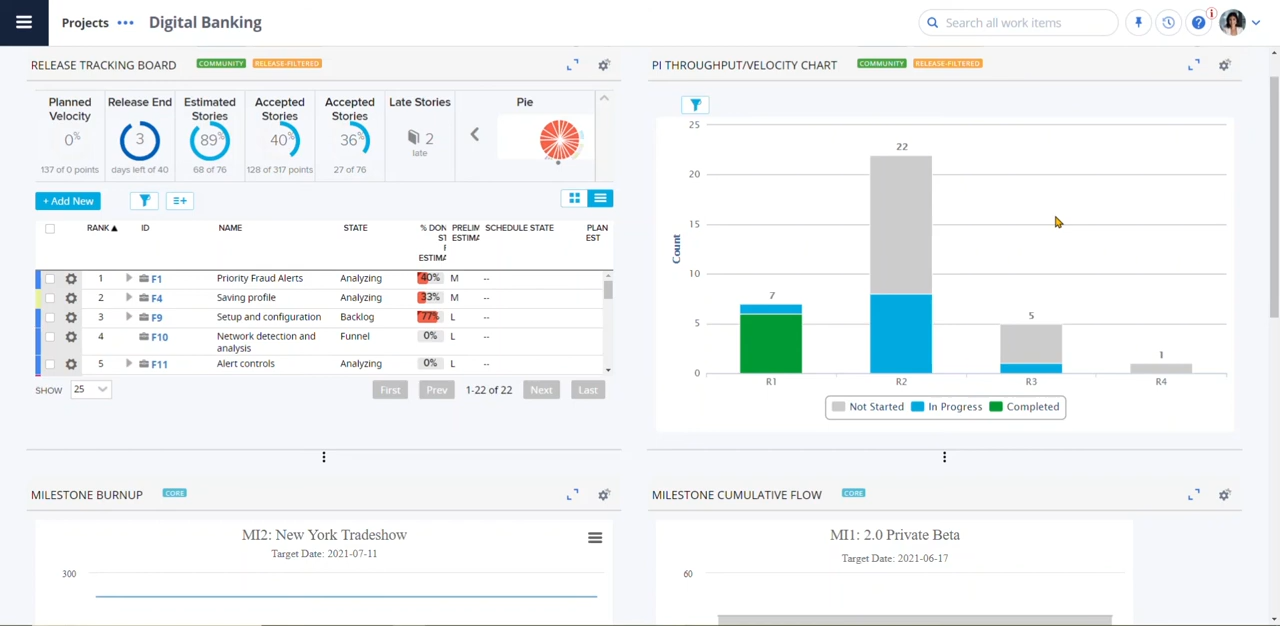 Projects ••• Digital Banking
Search all work items
RELEASE TRACKING BOARD COMMUNITY RELEASE-FILTERED
Planned Velocity
0%
137 of 0 points
Release End
3
days left of 40
Estimated Stories
89%
68 of 76
Accepted Stories
40%
128 of 317 points
Accepted Stories
36%
27 of 76
Late Stories
2
late
Pie
+ Add New
RANK ▲ ID NAME STATE % DON SCHEDULE STATE PLAN EST
1 F1 Priority Fraud Alerts Analyzing 40% M --
2 F4 Saving profile Analyzing 33% M --
3 F9 Setup and configuration Backlog 77% L --
4 F10 Network detection and analysis Funnel 0% L --
5 F11 Alert controls Analyzing 0% L --
SHOW 25 First Prev 1-22 of 22 Next Last
PI THROUGHPUT/VELOCITY CHART COMMUNITY RELEASE-FILTERED
25
20
15
10
5
0
Count
7
22
5
1
R1 R2 R3 R4
Not Started In Progress Completed
MILESTONE BURNUP CORE
MI2: New York Tradeshow
Target Date: 2021-07-11
300
MILESTONE CUMULATIVE FLOW CORE
MI1: 2.0 Private Beta
Target Date: 2021-06-17
60